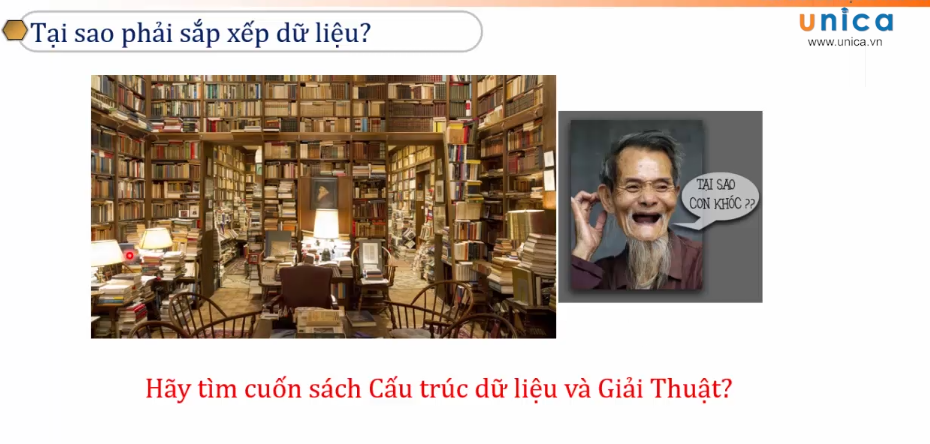 Tại sao phải sắp xếp dữ liệu?
unica
www.unica.vn
TẠI SAO
CON KHÓC ??
Hãy tìm cuốn sách Cấu trúc dữ liệu và Giải Thuật?